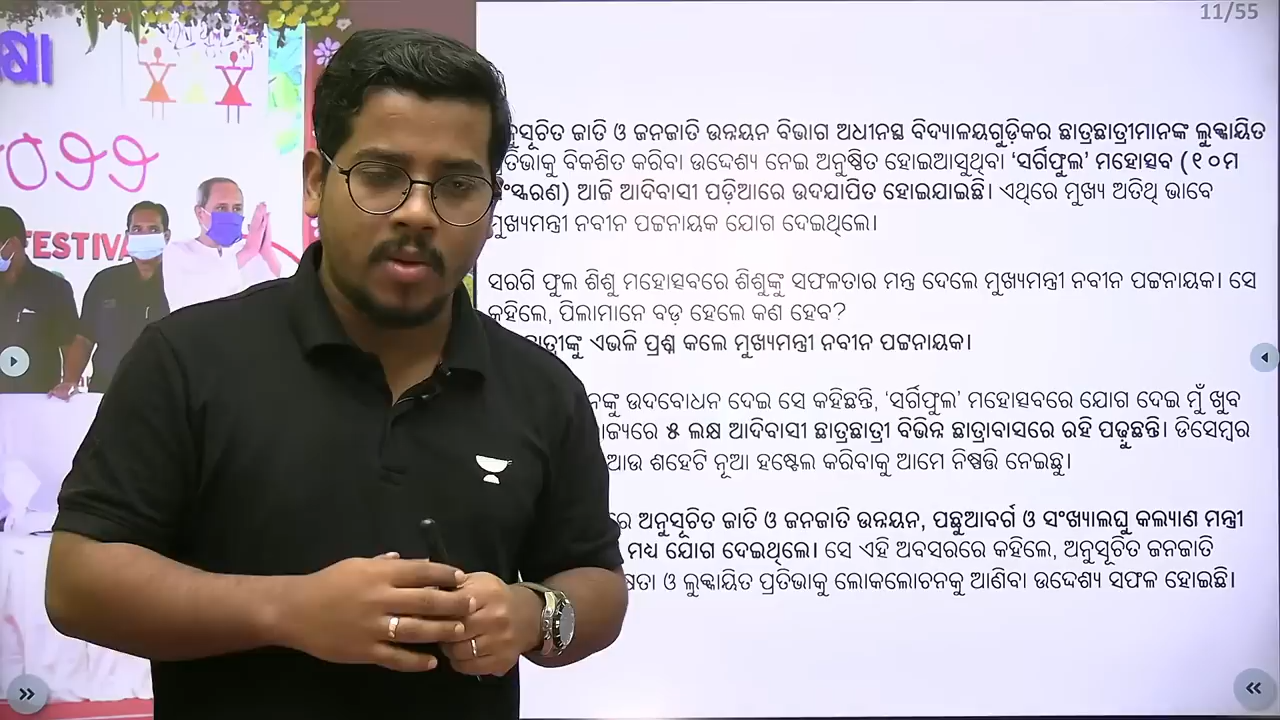 11/55
ଷା
୨୦୨୨
FESTIVA
ଅଧୀନସ୍ଥ ଜାତି ଓ ଜନଜାତି ଉନ୍ନୟନ ବିଭାଗ ଅଧୀନସ୍ଥ ବିଦ୍ୟାଳୟଗୁଡ଼ିକର ଛାତ୍ରଛାତ୍ରୀମାନଙ୍କ ଲୁକ୍କାୟିତ
ବିକଶିତ କରିବା ଉଦ୍ଦେଶ୍ୟ ନେଇ ଅନୁଷ୍ଠିତ ହୋଇଆସୁଥିବା ‘ସର୍ଗିଫୁଲ’ ମହୋତ୍ସବ (୧୦ମ
ଆଜି ଆଦିବାସୀ ପଡ଼ିଆରେ ଉଦଯାପିତ ହୋଇଯାଇଛି। ଏଥିରେ ମୁଖ୍ୟ ଅତିଥି ଭାବେ
ମୁଖ୍ୟମନ୍ତ୍ରୀ ନବୀନ ପଟ୍ଟନାୟକ ଯୋଗ ଦେଇଥିଲେ।
ସରଗି ଫୁଲ ଶିଶୁ ମହୋତ୍ସବରେ ଶିଶୁଙ୍କୁ ସଫଳତାର ମନ୍ତ୍ର ଦେଲେ ମୁଖ୍ୟମନ୍ତ୍ରୀ ନବୀନ ପଟ୍ଟନାୟକ। ସେ
କହିଲେ, ପିଲାମାନେ ବଡ଼ ହେଲେ କଣ ହେବ?
ଏଭଳି ପ୍ରଶ୍ନ କଲେ ମୁଖ୍ୟମନ୍ତ୍ରୀ ନବୀନ ପଟ୍ଟନାୟକ।
ଉଦବୋଧନ ଦେଇ ସେ କହିଛନ୍ତି, ‘ସର୍ଗିଫୁଲ’ ମହୋତ୍ସବରେ ଯୋଗ ଦେଇ ମୁଁ ଖୁବ
୫ ଲକ୍ଷ ଆଦିବାସୀ ଛାତ୍ରଛାତ୍ରୀ ବିଭିନ୍ନ ଛାତ୍ରାବାସରେ ରହି ପଢୁଛନ୍ତି। ଡିସେମ୍ବର
ଆଉ ଶହେଟି ନୂଆ ହଷ୍ଟେଲ କରିବାକୁ ଆମେ ନିଷ୍ପତ୍ତି ନେଇଛୁ।
ଅନୁସୂଚିତ ଜାତି ଓ ଜନଜାତି ଉନ୍ନୟନ, ପଛୁଆବର୍ଗ ଓ ସଂଖ୍ୟାଲଘୁ କଲ୍ୟାଣ ମନ୍ତ୍ରୀ
ମଧ୍ୟ ଯୋଗ ଦେଇଥିଲେ। ସେ ଏହି ଅବସରରେ କହିଲେ, ଅନୁସୂଚିତ ଜନଜାତି
ଓ ଲୁକ୍କାୟିତ ପ୍ରତିଭାକୁ ଲୋକଲୋଚନକୁ ଆଣିବା ଉଦ୍ଦେଶ୍ୟ ସଫଳ ହୋଇଛି।